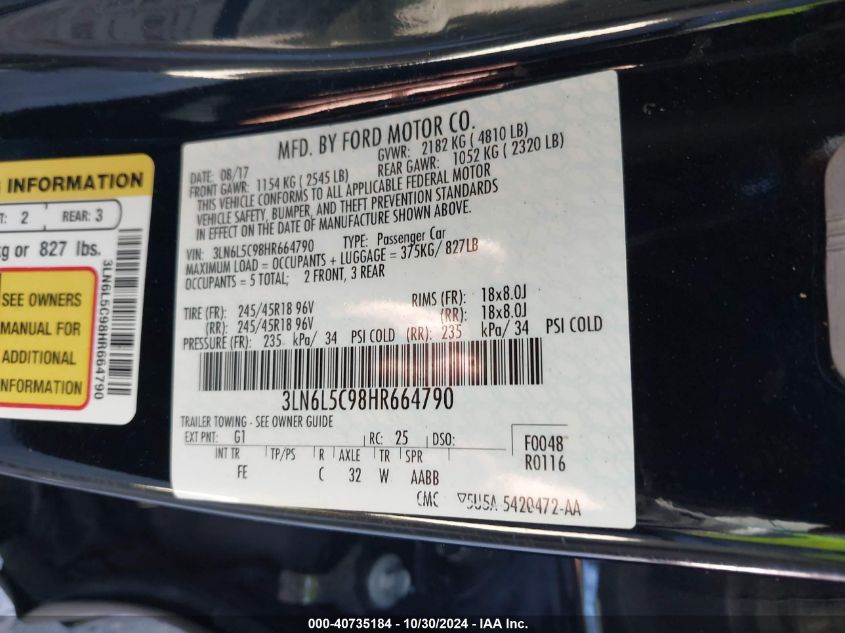 MFD. BY FORD MOTOR CO.
DATE: 08/17 GVWR: 2182 KG ( 4810 LB)
FRONT GAWR: 1154 KG ( 2545 LB) REAR GAWR: 1052 KG ( 2320 LB)
THIS VEHICLE CONFORMS TO ALL APPLICABLE FEDERAL MOTOR
VEHICLE SAFETY, BUMPER, AND THEFT PREVENTION STANDARDS
IN EFFECT ON THE DATE OF MANUFACTURE SHOWN ABOVE.
VIN: 3LN6L5C98HR664790 TYPE: Passenger Car
MAXIMUM LOAD = OCCUPANTS + LUGGAGE = 375KG/ 827LB
OCCUPANTS = 5 TOTAL; 2 FRONT, 3 REAR
TIRE (FR): 245/45R18 96V RIMS (FR): 18x8.0J
(RR): 245/45R18 96V (RR): 18x8.0J
PRESSURE (FR): 235 kPa/ 34 PSI COLD (RR): 235 kPa/ 34 PSI COLD
3LN6L5C98HR664790
TRAILER TOWING - SEE OWNER GUIDE
EXT PNT: G1 RC: 25 DSO: F0048
R0116
INT TR TP/PS R AXLE TR SPR
FE C 32 W AABB
CMC 5U5A 5420472-AA
INFORMATION
2 REAR: 3
kg or 827 lbs.
SEE OWNERS
MANUAL FOR
ADDITIONAL
INFORMATION
3LN6L5C98HR664790
000-40735184 - 10/30/2024 - IAA Inc.